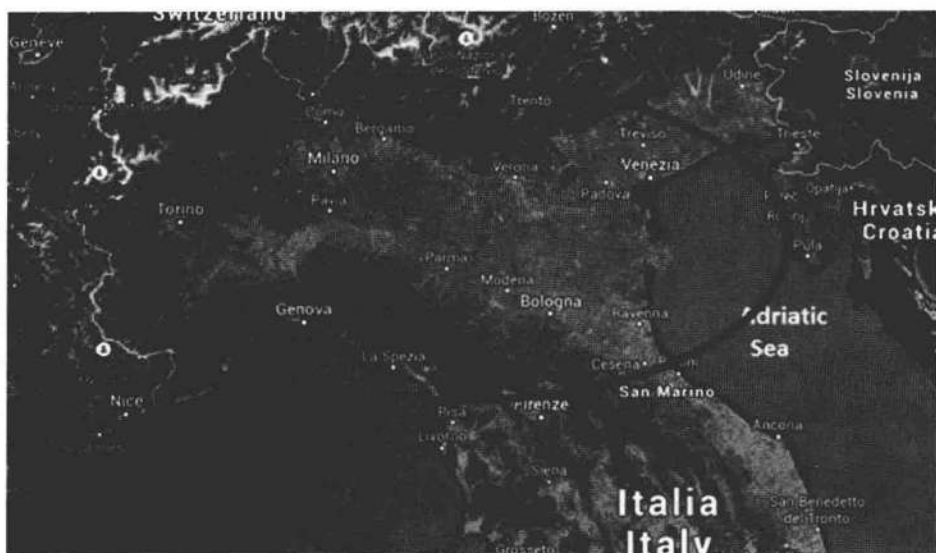 Switzerland
Bozen
Geneve
Udine
Slovenija
Slovenia
Trento
Como
Bergamo
Treviso
Trieste
Milano
Verona
Venezia
Padova
Opatija
Pavia
Torino
Hrvatsk
Croatia
Pula
Parma
Modena
Genova
Bologna
Ravenna
Adriatic
Sea
La Spezia
Cesena
San Marino
Nice
Pisa
irenze
Ancona
Livorno
Siena
Italia
Italy
San Benedetto
del Tronto
Grosseto